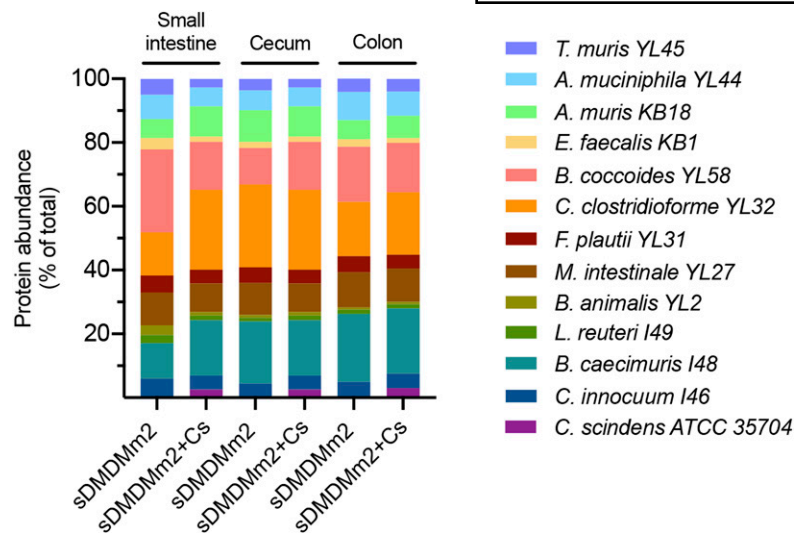 Small
intestine
Cecum
Colon
Protein abundance
(% of total)
100
80
60
40
20
sDMDMm2
sDMDMm2+Cs
sDMDMm2
sDMDMm2+Cs
sDMDMm2
sDMDMm2+Cs
T. muris YL45
A. muciniphila YL44
A. muris KB18
E. faecalis KB1
B. coccoides YL58
C. clostridioforme YL32
F. plautii YL31
M. intestinale YL27
B. animalis YL2
L. reuteri I49
B. caecimuris I48
C. innocuum I46
C. scindens ATCC 35704